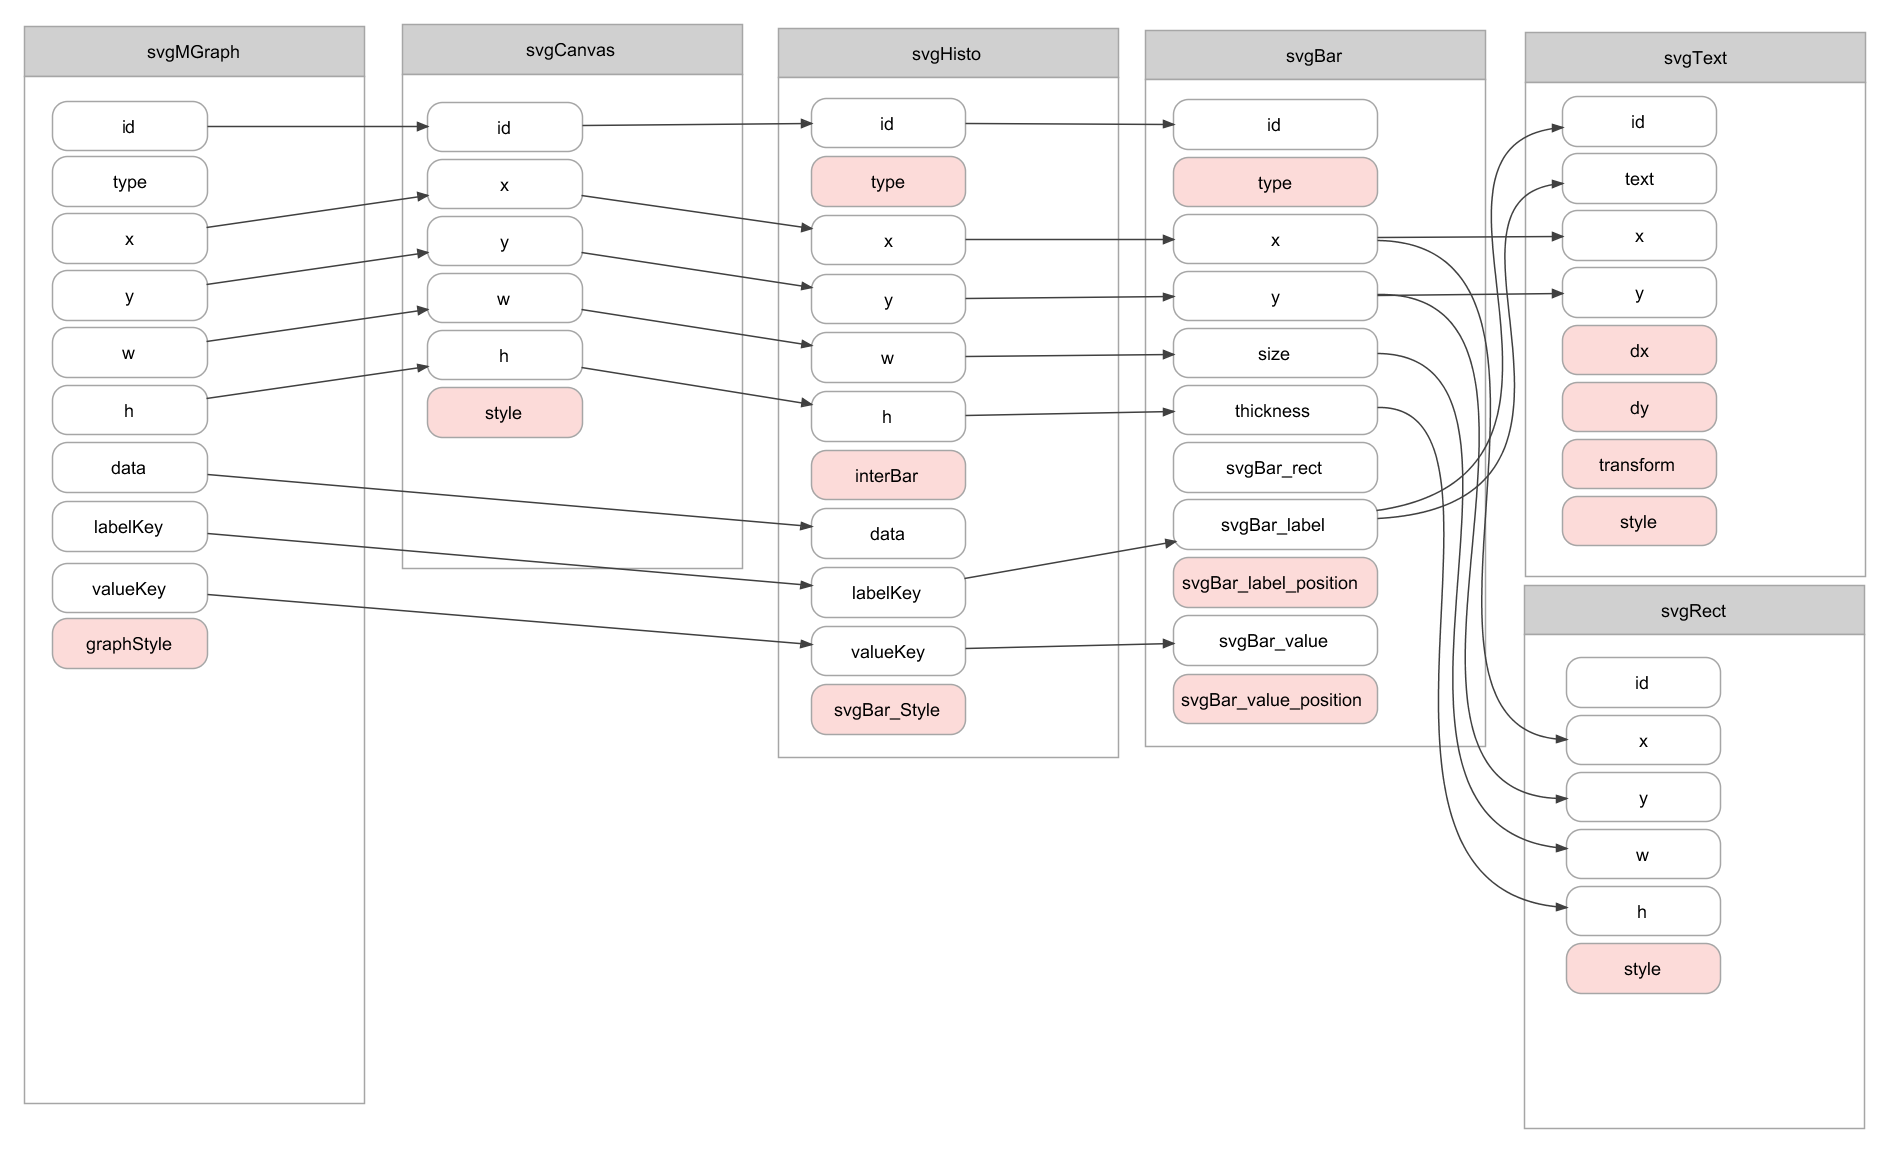 svgMGraph
id
type
x
y
w
h
data
labelKey
valueKey
graphStyle
svgCanvas
id
x
y
w
h
style
svgHisto
id
type
x
y
w
h
interBar
data
labelKey
valueKey
svgBar_Style
svgBar
id
type
x
y
size
thickness
svgBar_rect
svgBar_label
svgBar_label_position
svgBar_value
svgBar_value_position
svgText
id
text
x
y
dx
dy
transform
style
svgRect
id
x
y
w
h
style